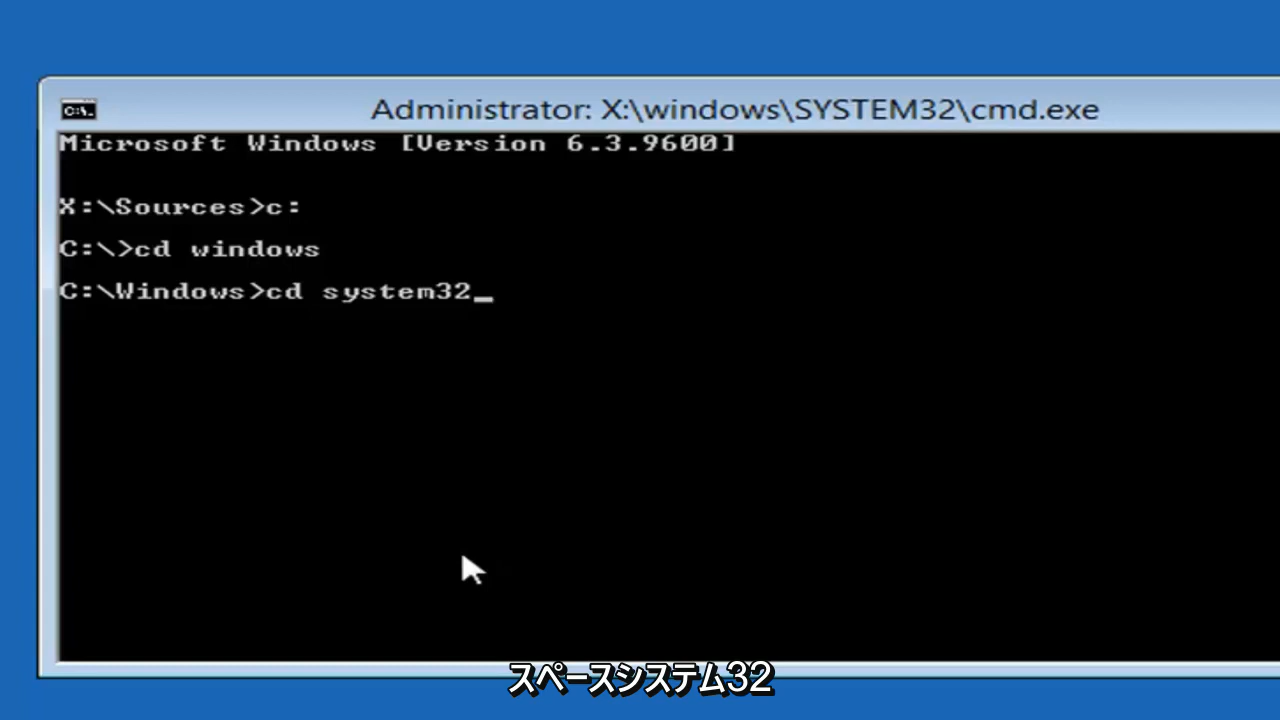 Administrator: X:\windows\SYSTEM32\cmd.exe
Microsoft Windows [Version 6.3.9600]
X:\Sources>c:
C:\>cd windows
C:\Windows>cd system32_
スペースシステム32